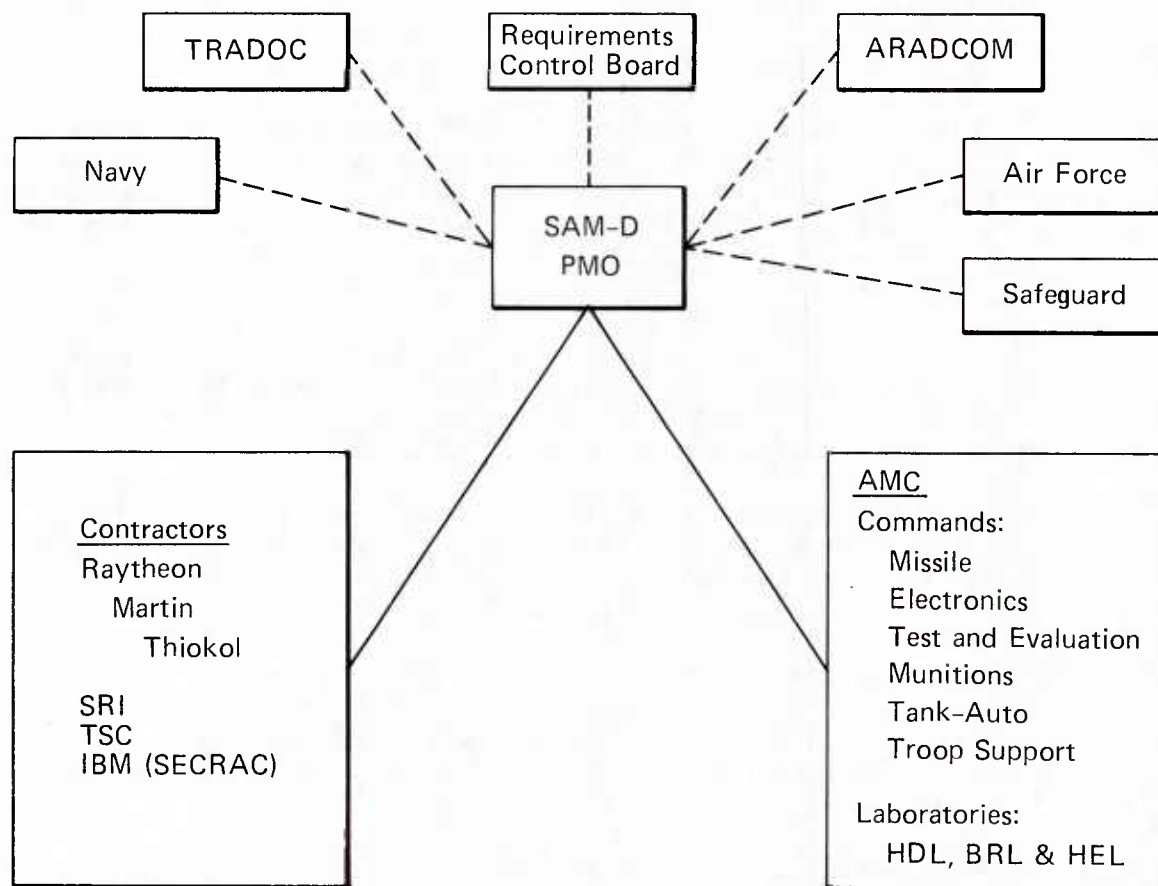 TRADOC
Requirements
Control Board
ARADCOM
Navy
Air Force
SAM-D
PMO
Safeguard
Contractors
Raytheon
Martin
Thiokol
SRI
TSC
IBM (SECRAC)
AMC
Commands:
Missile
Electronics
Test and Evaluation
Munitions
Tank-Auto
Troop Support
Laboratories:
HDL, BRL & HEL